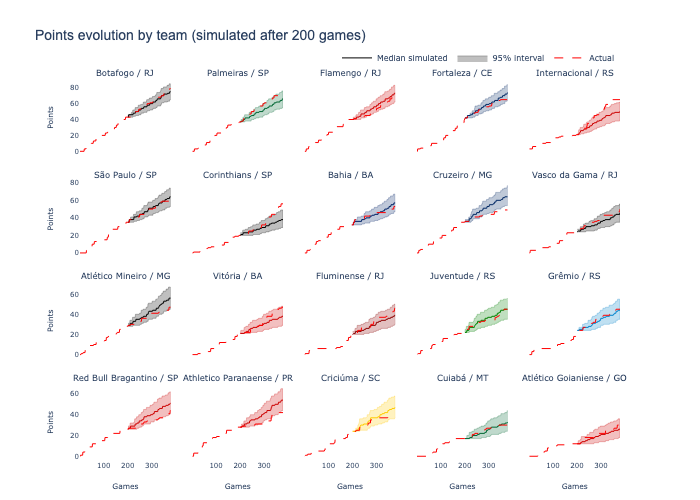 Points evolution by team (simulated after 200 games)
Median simulated 95% interval Actual
Botafogo / RJ Palmeiras / SP Flamengo / RJ Fortaleza / CE Internacional / RS
80
60
40
20
0
Points
São Paulo / SP Corinthians / SP Bahia / BA Cruzeiro / MG Vasco da Gama / RJ
80
60
40
20
0
Points
Atlético Mineiro / MG Vitória / BA Fluminense / RJ Juventude / RS Grêmio / RS
60
40
20
0
Points
Red Bull Bragantino / SP Athletico Paranaense / PR Criciúma / SC Cuiabá / MT Atlético Goianiense / GO
60
40
20
0
Points
100 200 300 100 200 300 100 200 300 100 200 300 100 200 300
Games Games Games Games Games